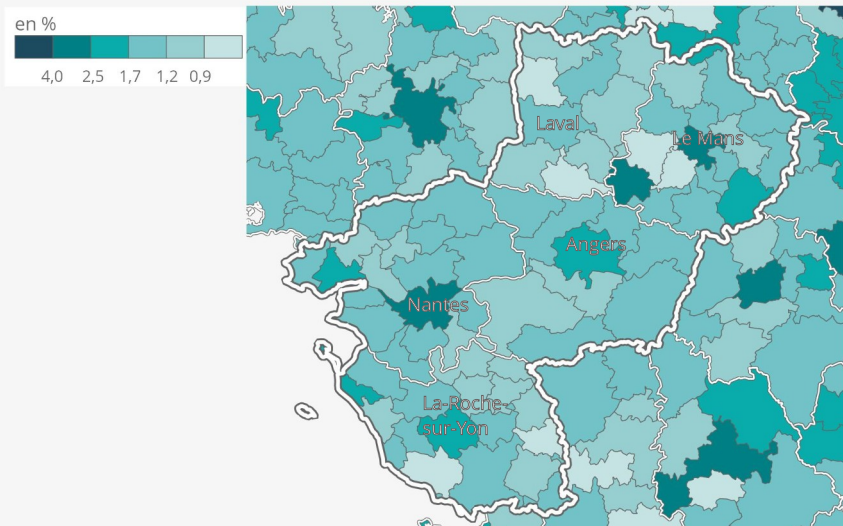 en %
4,0 2,5 1,7 1,2 0,9
Laval
Le Mans
Angers
Nantes
La-Roche-
sur-Yon